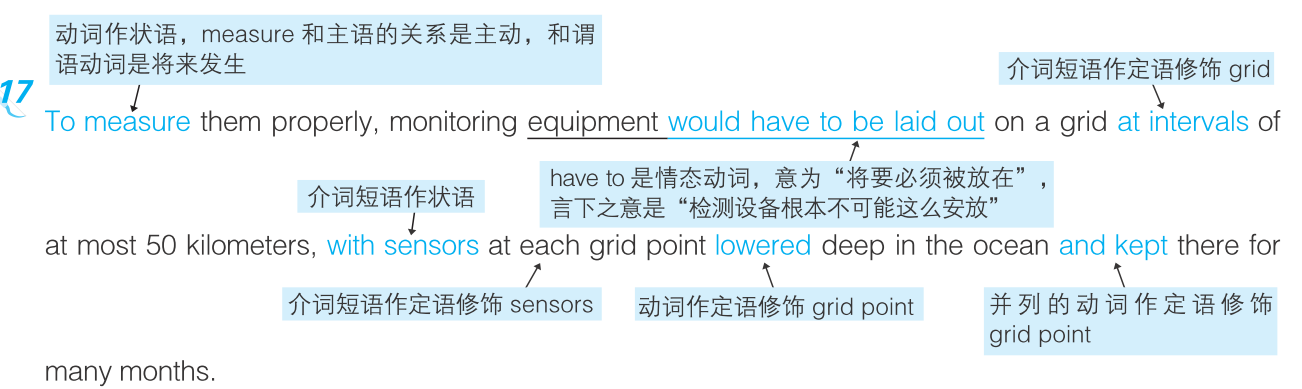 动词作状语，measure 和主语的关系是主动，和谓
语动词是将来发生
介词短语作定语修饰 grid
17
To measure them properly, monitoring equipment would have to be laid out on a grid at intervals of
have to 是情态动词，意为“将要必须被放在”，
言下之意是“检测设备根本不可能这么安放”
介词短语作状语
at most 50 kilometers, with sensors at each grid point lowered deep in the ocean and kept there for
介词短语作定语修饰 sensors
动词作定语修饰 grid point
并列的动词作定语修饰
grid point
many months.